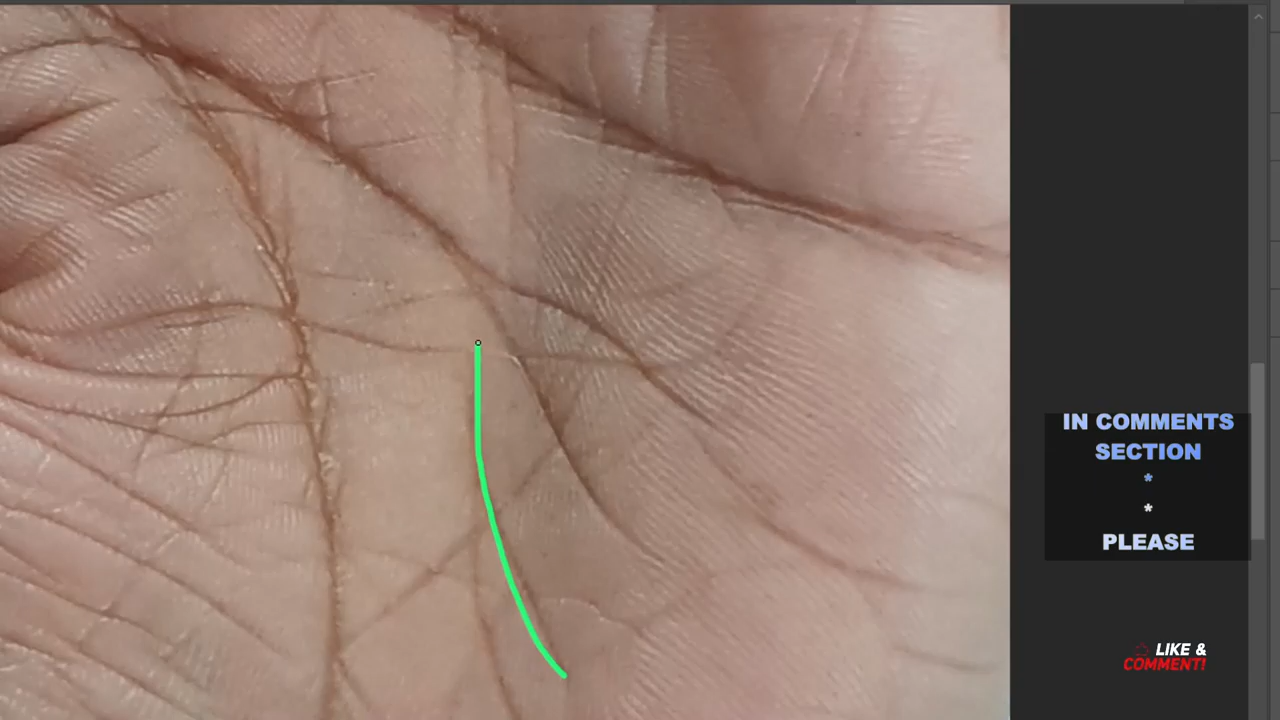 IN COMMENTS
SECTION
*
*
PLEASE
LIKE &
COMMENT!